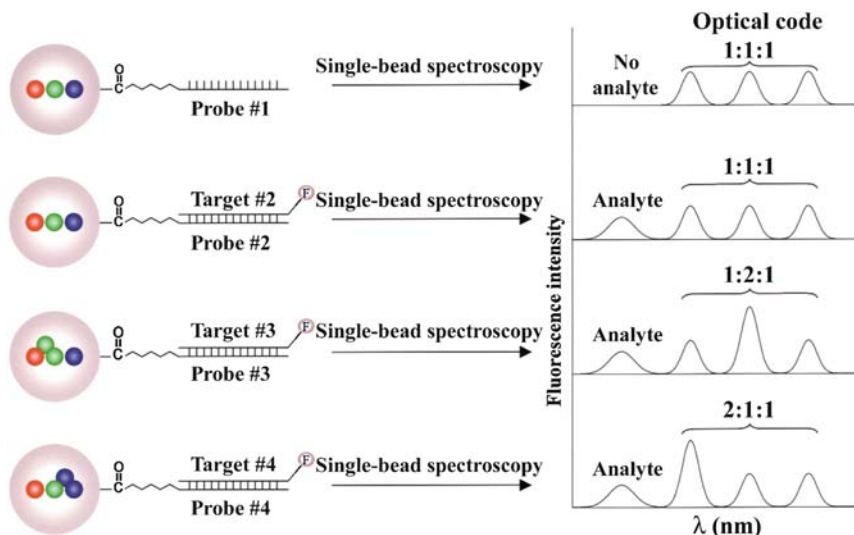 Optical code
1:1:1
No
analyte
O
C
Probe #1
Single-bead spectroscopy
1:1:1
Analyte
O
C
Target #2
F
Probe #2
Single-bead spectroscopy
1:2:1
Analyte
O
C
Target #3
F
Probe #3
Single-bead spectroscopy
2:1:1
Analyte
O
C
Target #4
F
Probe #4
Single-bead spectroscopy
Fluorescence intensity
λ (nm)